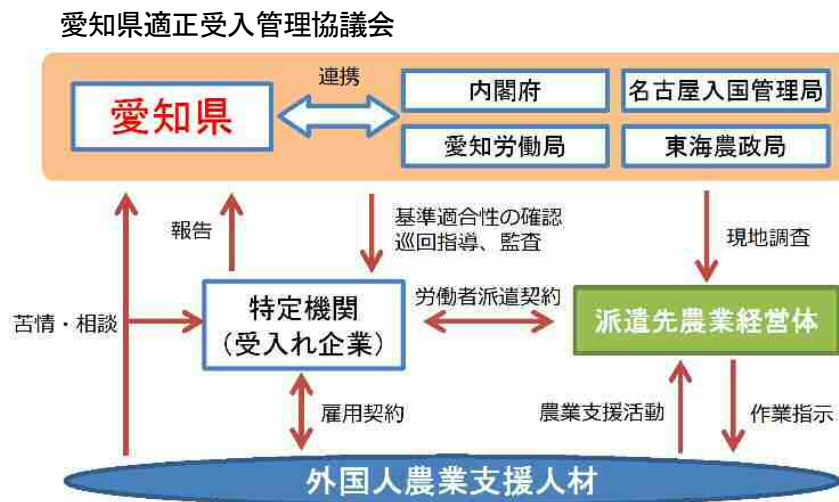 愛知県適正受入管理協議会
連携
愛知県
内閣府
名古屋入国管理局
愛知労働局
東海農政局
報告
基準適合性の確認
巡回指導、監査
現地調査
苦情・相談
特定機関
(受入れ企業)
労働者派遣契約
派遣先農業経営体
雇用契約
農業支援活動
作業指示
外国人農業支援人材